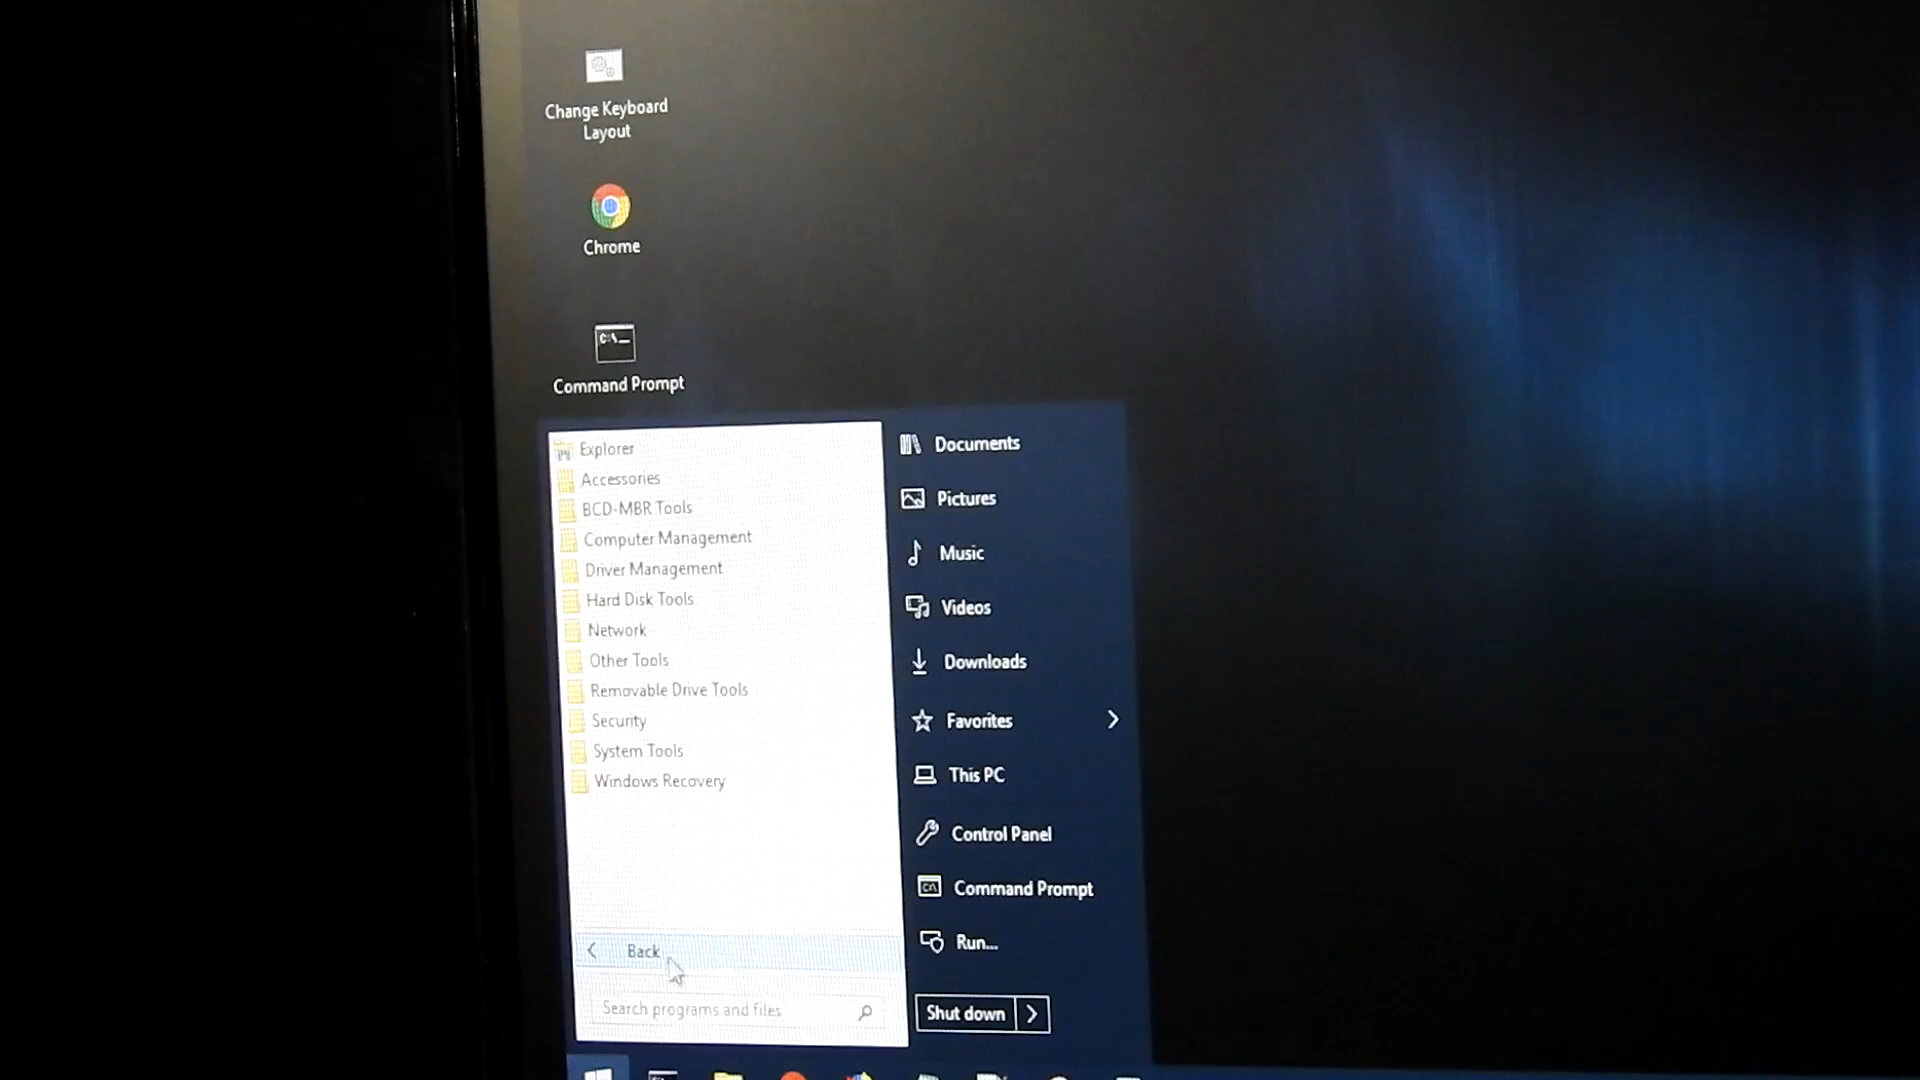 Change Keyboard
Layout
Chrome
C:\
Command Prompt
Explorer
Accessories
BCD-MBR Tools
Computer Management
Driver Management
Hard Disk Tools
Network
Other Tools
Removable Drive Tools
Security
System Tools
Windows Recovery
Back
Search programs and files
Documents
Pictures
Music
Videos
Downloads
Favorites
This PC
Control Panel
Command Prompt
Run...
Shut down